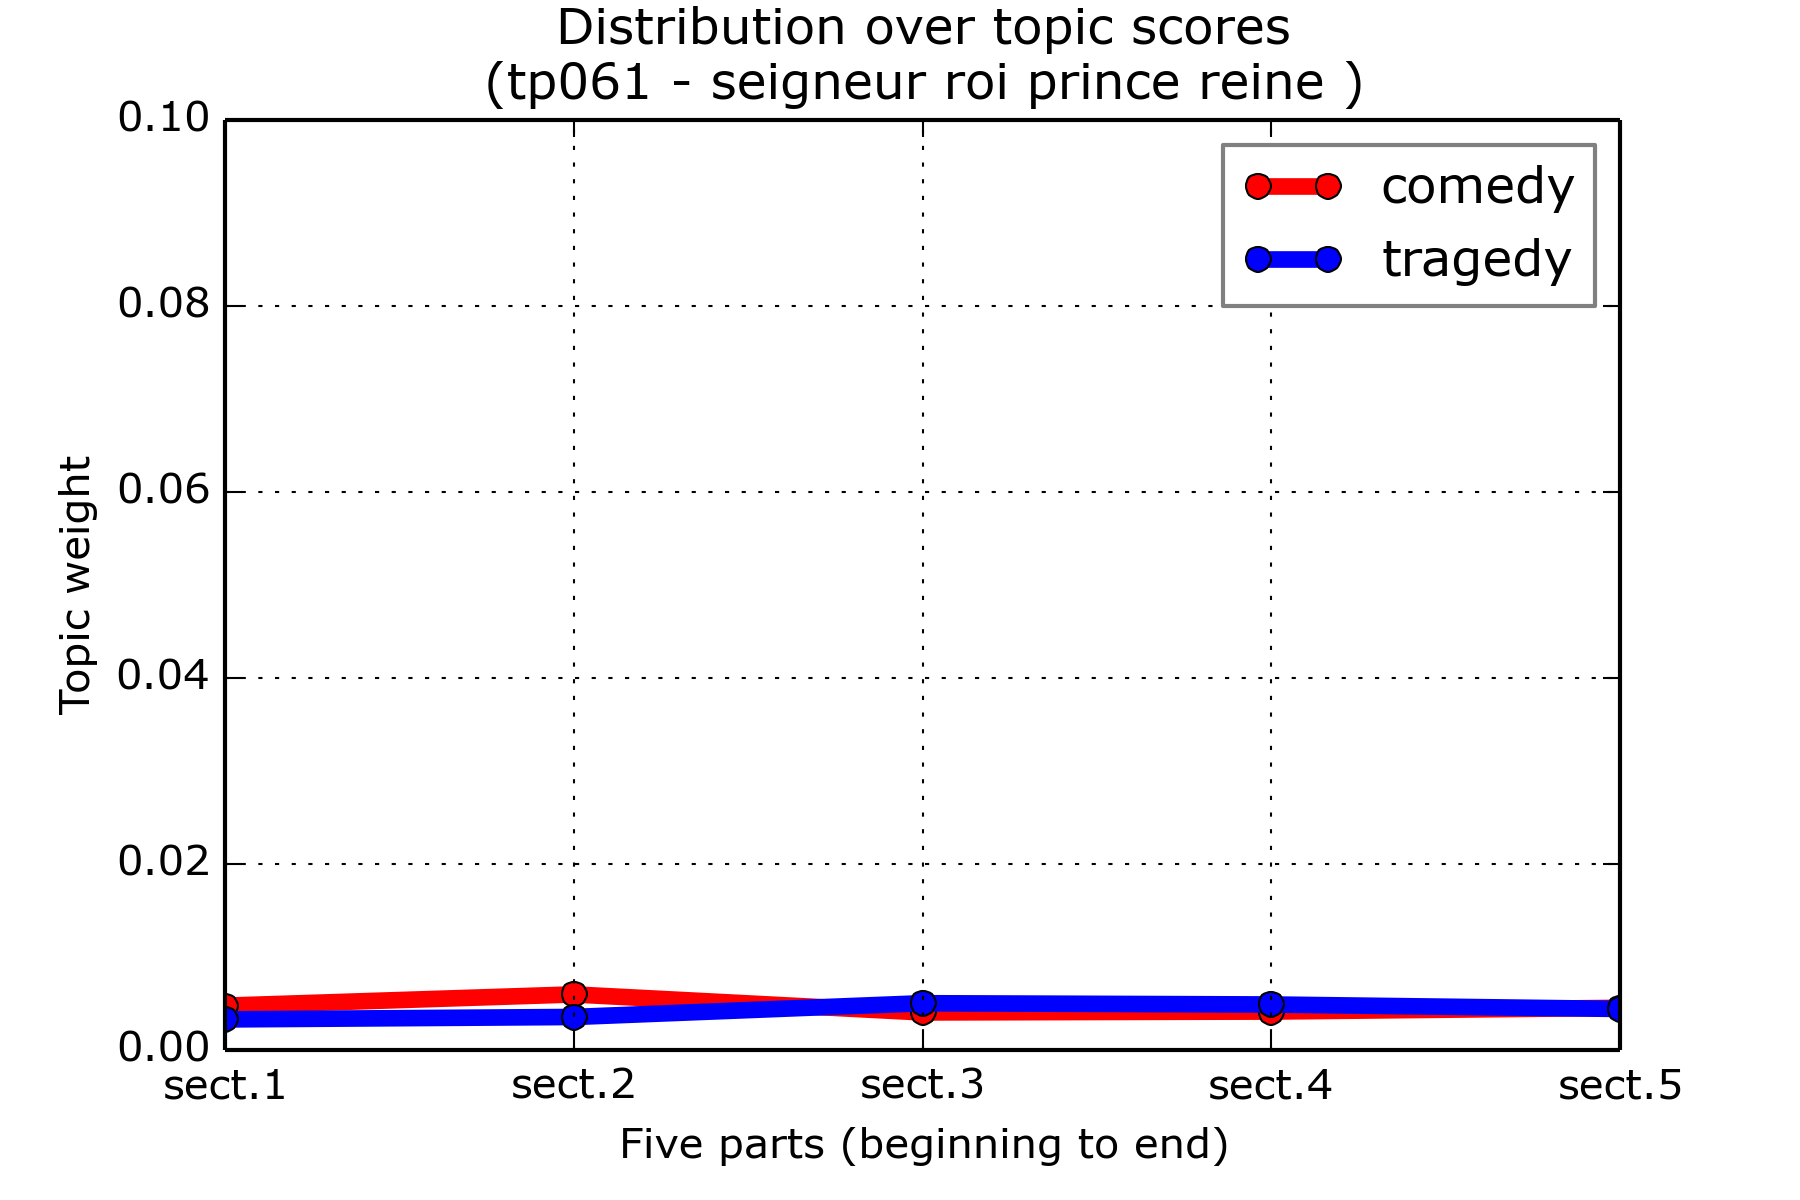 Distribution over topic scores
(tp061 - seigneur roi prince reine )
0.10
0.08
0.06
0.04
0.02
0.00
Topic weight
comedy
tragedy
sect.1 sect.2 sect.3 sect.4 sect.5
Five parts (beginning to end)